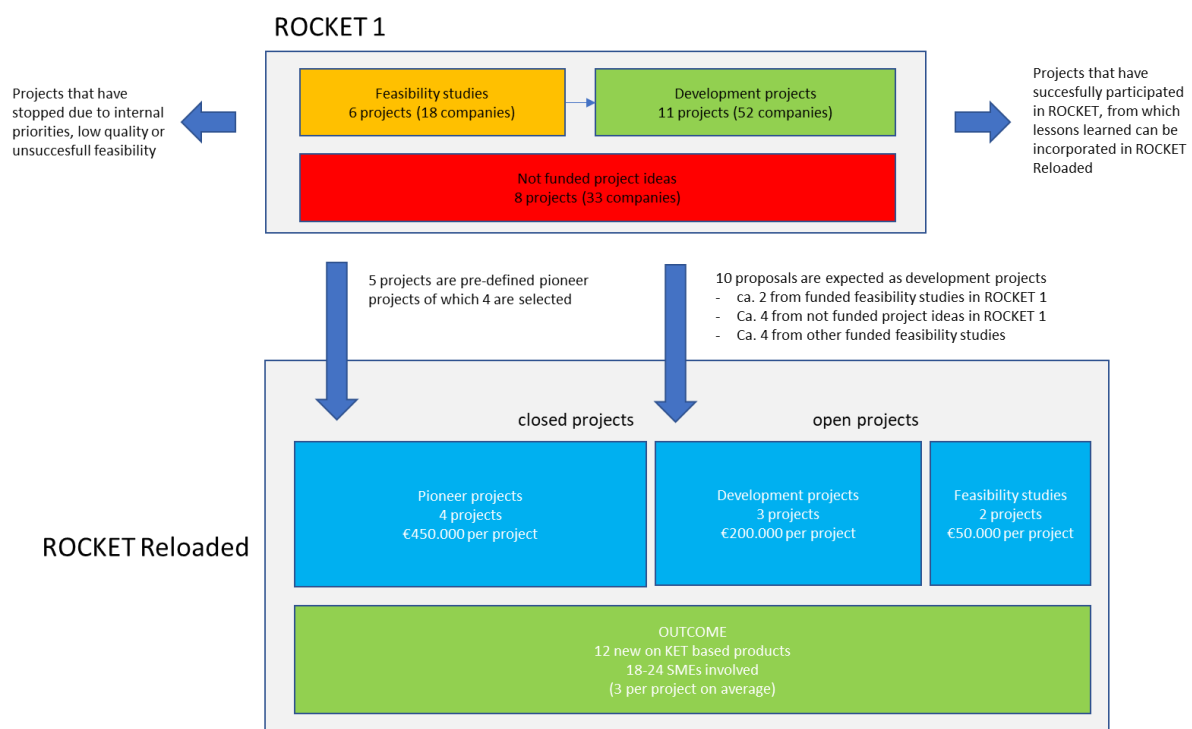 ROCKET 1
Projects that have
stopped due to internal
priorities, low quality or
unsuccesfull feasibility
Feasibility studies
6 projects (18 companies)
Development projects
11 projects (52 companies)
Not funded project ideas
8 projects (33 companies)
Projects that have
succesfully participated
in ROCKET, from which
lessons learned can be
incorporated in ROCKET
Reloaded
5 projects are pre-defined pioneer
projects of which 4 are selected
10 proposals are expected as development projects
- ca. 2 from funded feasibility studies in ROCKET 1
- Ca. 4 from not funded project ideas in ROCKET 1
- Ca. 4 from other funded feasibility studies
ROCKET Reloaded
closed projects
open projects
Pioneer projects
4 projects
€450.000 per project
Development projects
3 projects
€200.000 per project
Feasibility studies
2 projects
€50.000 per project
OUTCOME
12 new on KET based products
18-24 SMEs involved
(3 per project on average)